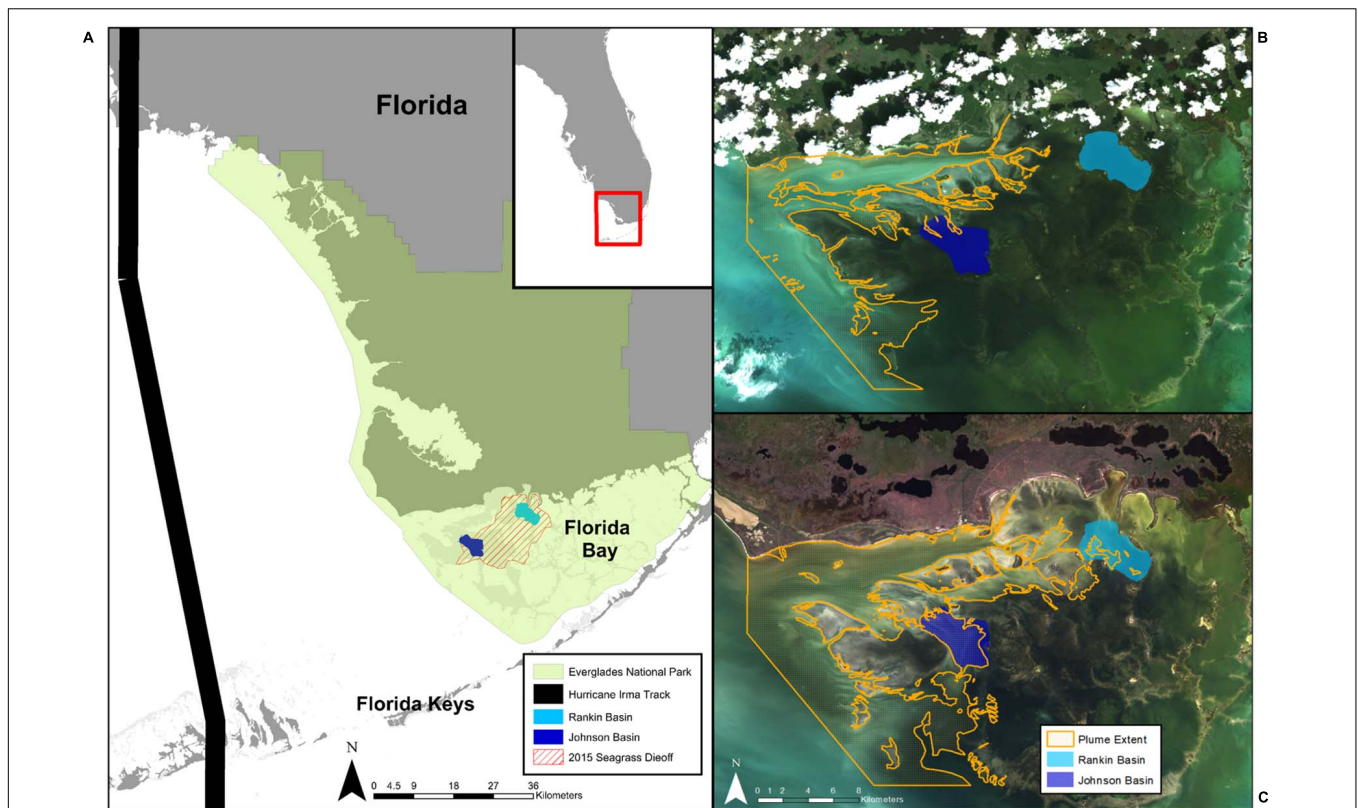 A
Florida
Florida
Bay
Florida Keys
Everglades National Park
Hurricane Irma Track
Rankin Basin
Johnson Basin
2015 Seagrass Dieoff
N
0 4.5 9 18 27 36
Kilometers
B
Plume Extent
Rankin Basin
Johnson Basin
N
0 1 2 4 6 8
Kilometers
C